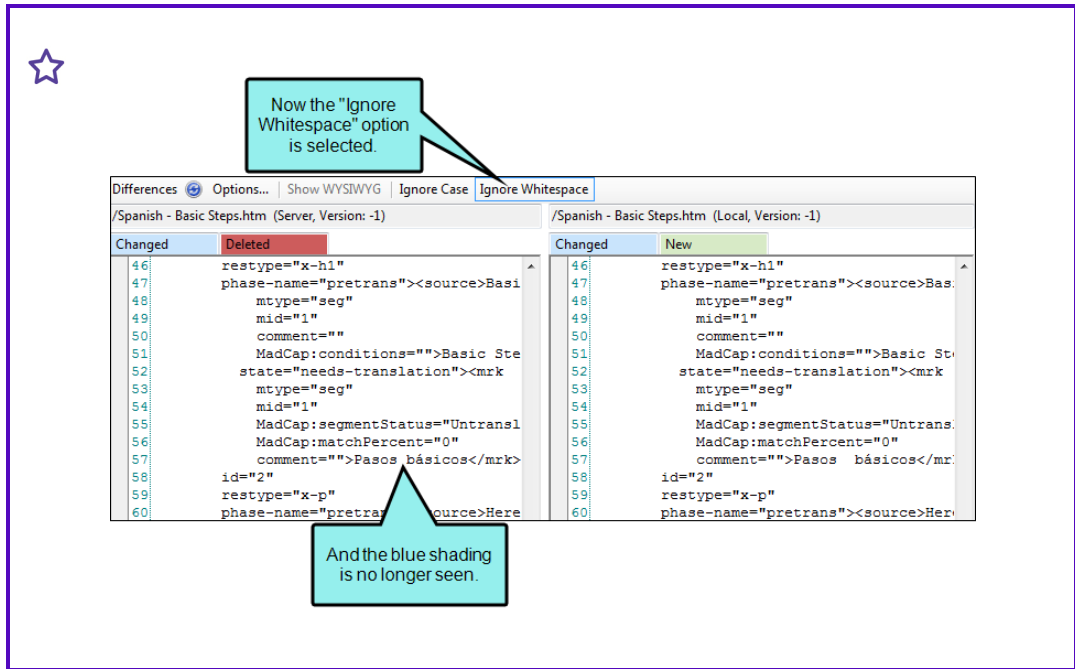 Now the "Ignore
Whitespace" option
is selected.
Differences Options... Show WYSIWYG Ignore Case Ignore Whitespace
/Spanish - Basic Steps.htm (Server, Version: -1) /Spanish - Basic Steps.htm (Local, Version: -1)
Changed Deleted Changed New
46 restype="x-h1" 46 restype="x-h1"
47 phase-name="pretrans"><source>Basi 47 phase-name="pretrans"><source>Bas
48 mtype="seg" 48 mtype="seg"
49 mid="1" 49 mid="1"
50 comment="" 50 comment=""
51 MadCap:conditions="">Basic Ste 51 MadCap:conditions="">Basic St
52 state="needs-translation"><mrk 52 state="needs-translation"><mrk
53 mtype="seg" 53 mtype="seg"
54 mid="1" 54 mid="1"
55 MadCap:segmentStatus="Untransl 55 MadCap:segmentStatus="Untrans
56 MadCap:matchPercent="0" 56 MadCap:matchPercent="0"
57 comment="">Pasos básicos</mrk> 57 comment="">Pasos  básicos</mr
58 id="2" 58 id="2"
59 restype="x-p" 59 restype="x-p"
60 phase-name="pretra ource>Here 60 phase-name="pretrans"><source>Her
And the blue shading
is no longer seen.